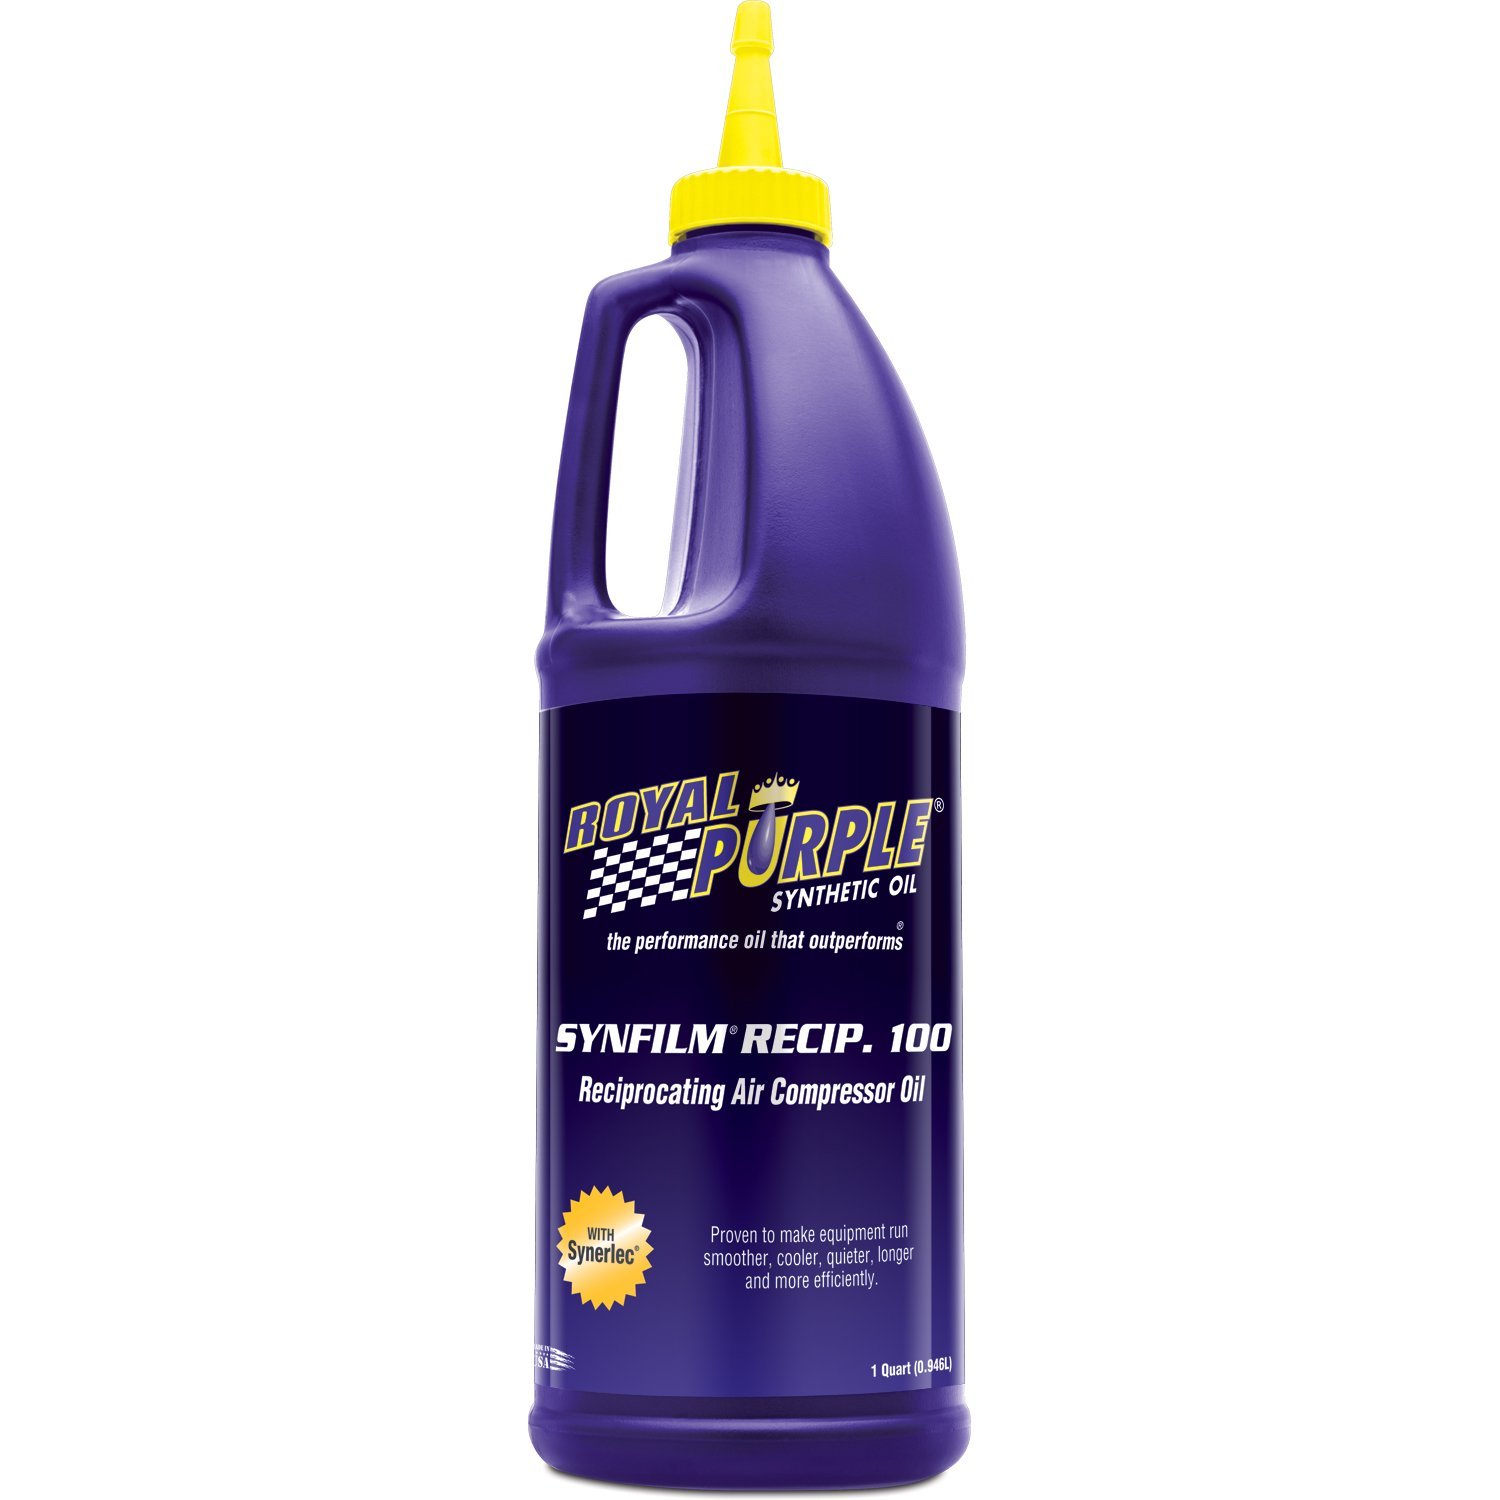 ROYAL
PURPLE®
SYNTHETIC OIL
the performance oil that outperforms®
SYNFILM® RECIP. 100
Reciprocating Air Compressor Oil
WITH
Synerlec®
Proven to make equipment run
smoother, cooler, quieter, longer
and more efficiently.
USA
1 Quart (0.946L)